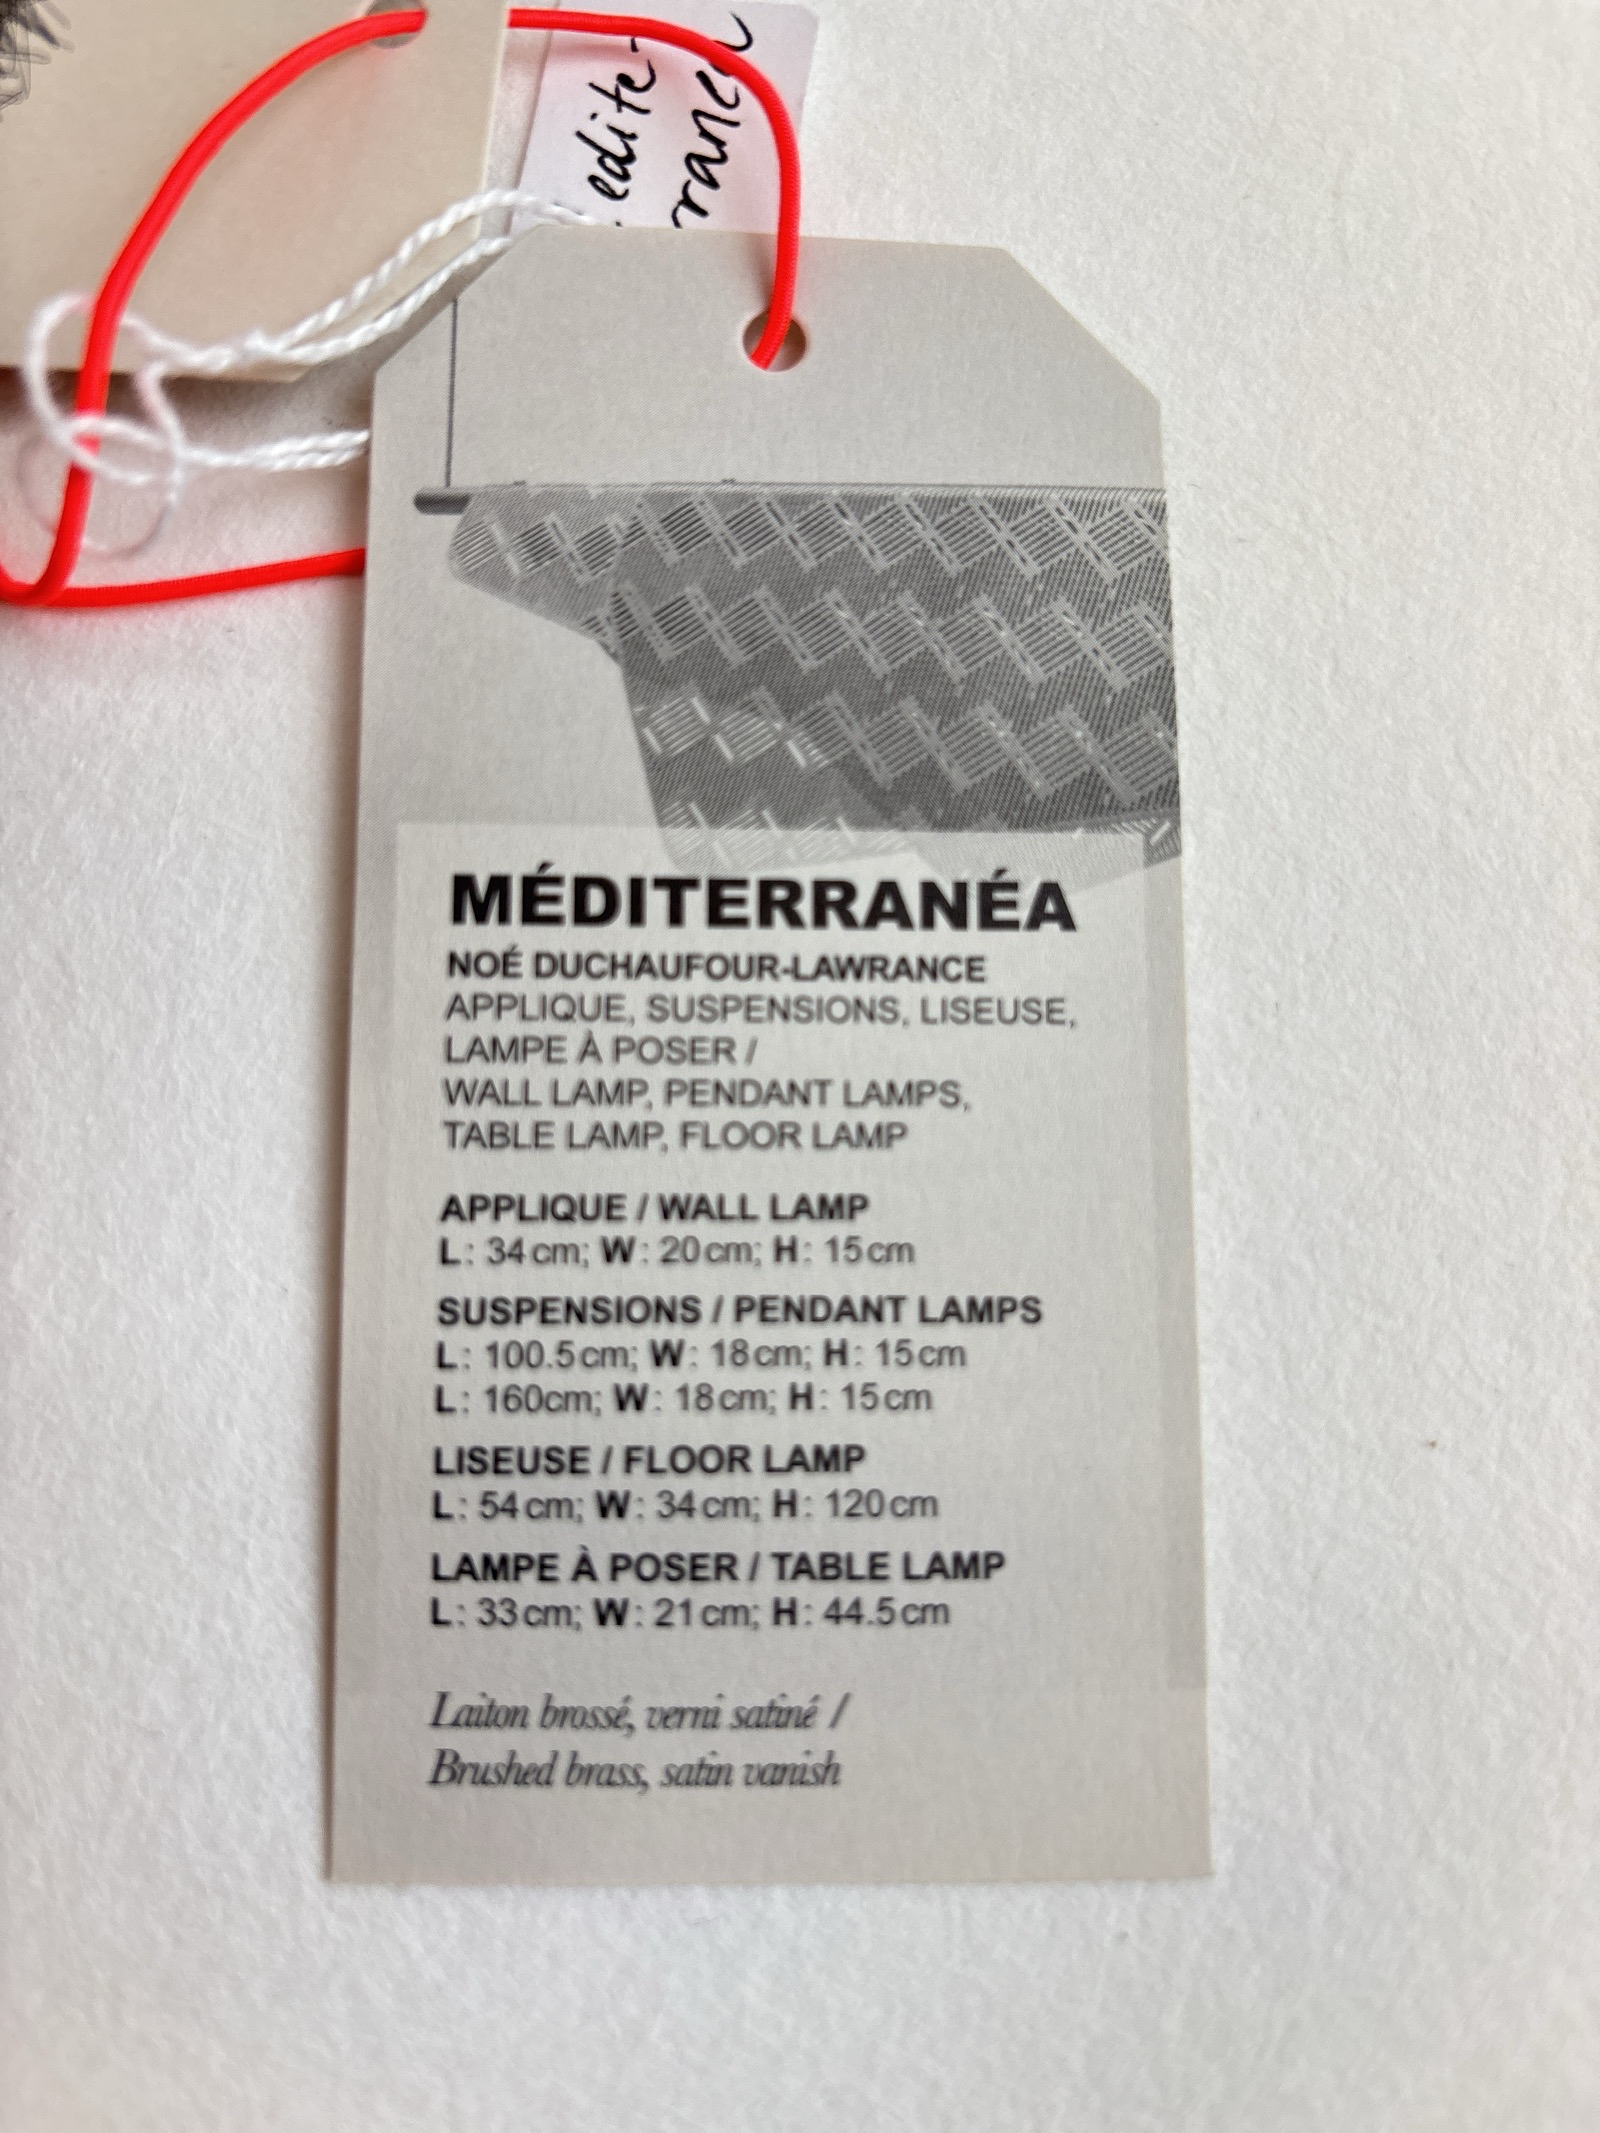 edite-
rranea
MÉDITERRANÉA
NOÉ DUCHAUFOUR-LAWRANCE
APPLIQUE, SUSPENSIONS, LISEUSE,
LAMPE À POSER /
WALL LAMP, PENDANT LAMPS,
TABLE LAMP, FLOOR LAMP
APPLIQUE / WALL LAMP
L: 34cm; W: 20cm; H: 15cm
SUSPENSIONS / PENDANT LAMPS
L: 100.5cm; W: 18cm; H: 15cm
L: 160cm; W: 18cm; H: 15cm
LISEUSE / FLOOR LAMP
L: 54cm; W: 34cm; H: 120cm
LAMPE À POSER / TABLE LAMP
L: 33cm; W: 21cm; H: 44.5cm
Laiton brossé, verni satiné /
Brushed brass, satin vanish